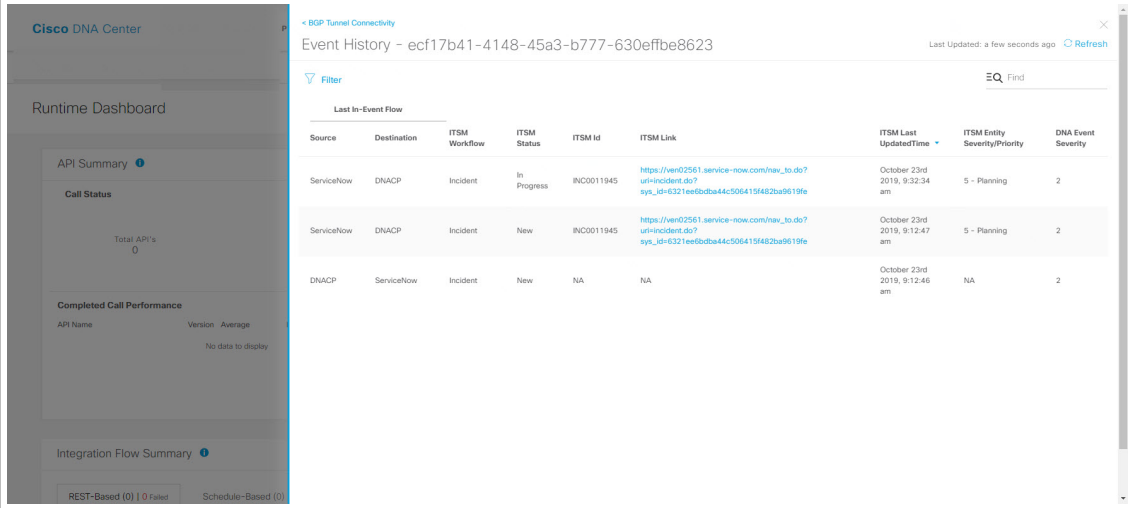 Cisco DNA Center
P
Runtime Dashboard
API Summary
Call Status
Total API's
0
Completed Call Performance
API Name Version Average
No data to display
Integration Flow Summary
REST-Based (0) | 0 Failed Schedule-Based (0)
< BGP Tunnel Connectivity
Event History - ecf17b41-4148-45a3-b777-630effbe8623
Last Updated: a few seconds ago Refresh
Filter
Find
Last In-Event Flow
Source Destination ITSM Workflow ITSM Status ITSM Id ITSM Link ITSM Last UpdatedTime ITSM Entity Severity/Priority DNA Event Severity
ServiceNow DNACP Incident In Progress INC0011945 https://ven02561.service-now.com/nav_to.do?uri=incident.do?sys_id=6321ee6bdba44c506415f482ba9619fe October 23rd 2019, 9:32:34 am 5 - Planning 2
ServiceNow DNACP Incident New INC0011945 https://ven02561.service-now.com/nav_to.do?uri=incident.do?sys_id=6321ee6bdba44c506415f482ba9619fe October 23rd 2019, 9:12:47 am 5 - Planning 2
DNACP ServiceNow Incident New NA NA October 23rd 2019, 9:12:46 am NA 2